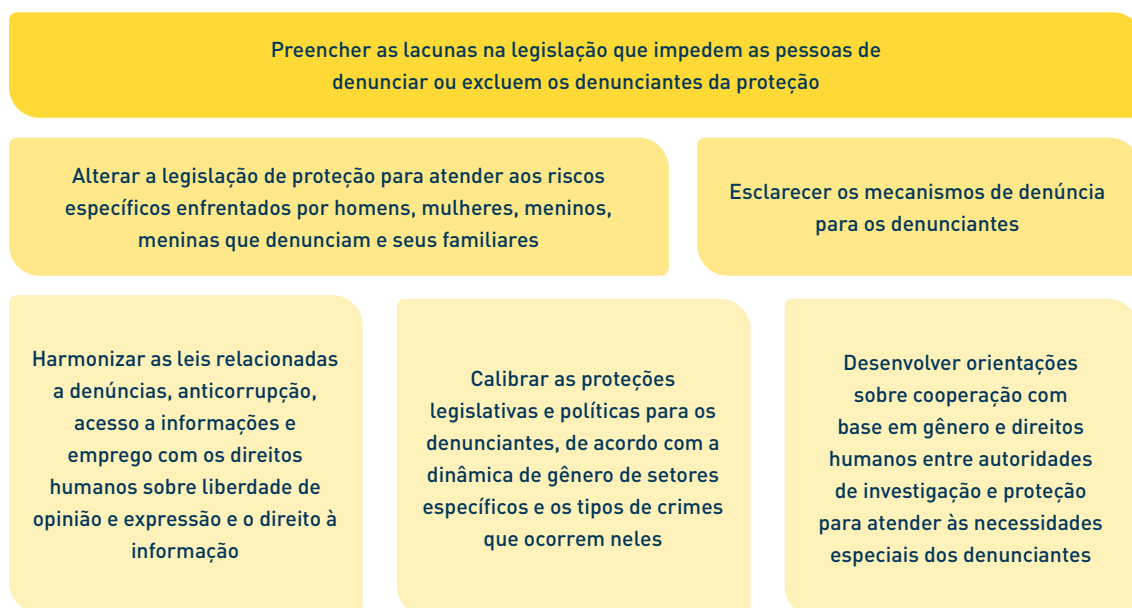 Preencher as lacunas na legislação que impedem as pessoas de
denunciar ou excluem os denunciantes da proteção
Alterar a legislação de proteção para atender aos riscos
específicos enfrentados por homens, mulheres, meninos,
meninas que denunciam e seus familiares
Esclarecer os mecanismos de denúncia
para os denunciantes
Harmonizar as leis relacionadas
a denúncias, anticorrupção,
acesso a informações e
emprego com os direitos
humanos sobre liberdade de
opinião e expressão e o direito à
informação
Calibrar as proteções
legislativas e políticas para os
denunciantes, de acordo com a
dinâmica de gênero de setores
específicos e os tipos de crimes
que ocorrem neles
Desenvolver orientações
sobre cooperação com
base em gênero e direitos
humanos entre autoridades
de investigação e proteção
para atender às necessidades
especiais dos denunciantes